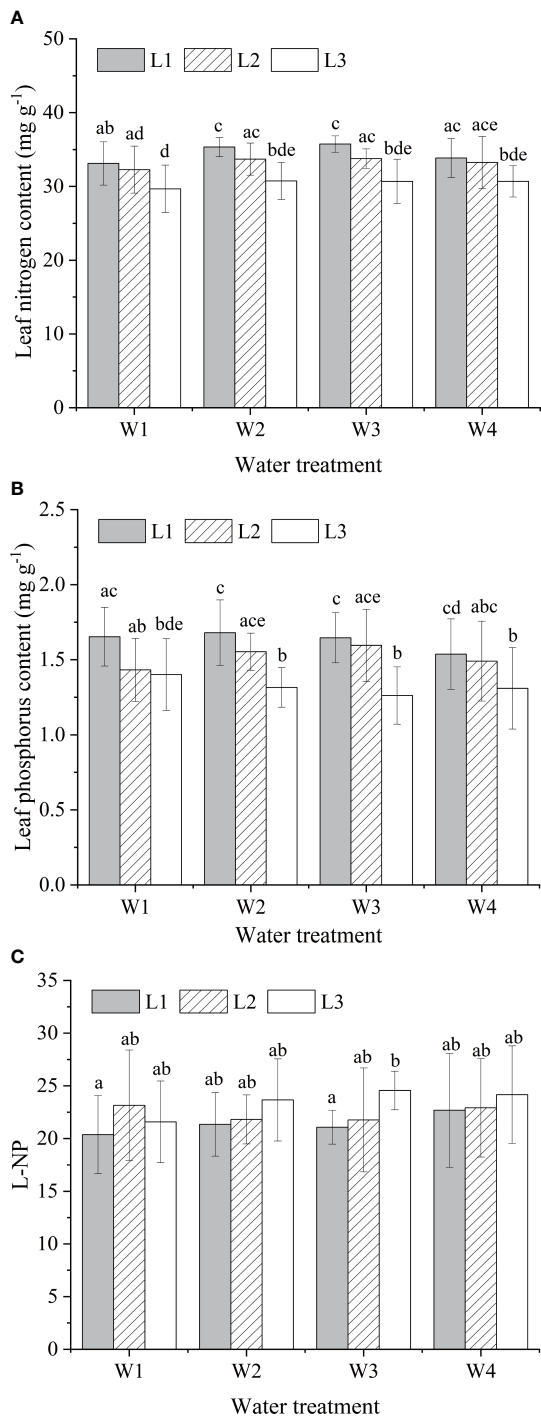 A
50
L1 L2 L3
40
ab ad d c ac bde c ac bde ac ace bde
30
20
10
0
Leaf nitrogen content (mg g-1)
W1 W2 W3 W4
Water treatment
B
2.5
L1 L2 L3
2.0
ac ab bde c ace b c ace b cd abc b
1.5
1.0
0.5
0.0
Leaf phosphorus content (mg g-1)
W1 W2 W3 W4
Water treatment
C
35
L1 L2 L3
30
a ab ab ab ab ab a ab b ab ab ab
25
20
15
10
5
0
L-NP
W1 W2 W3 W4
Water treatment